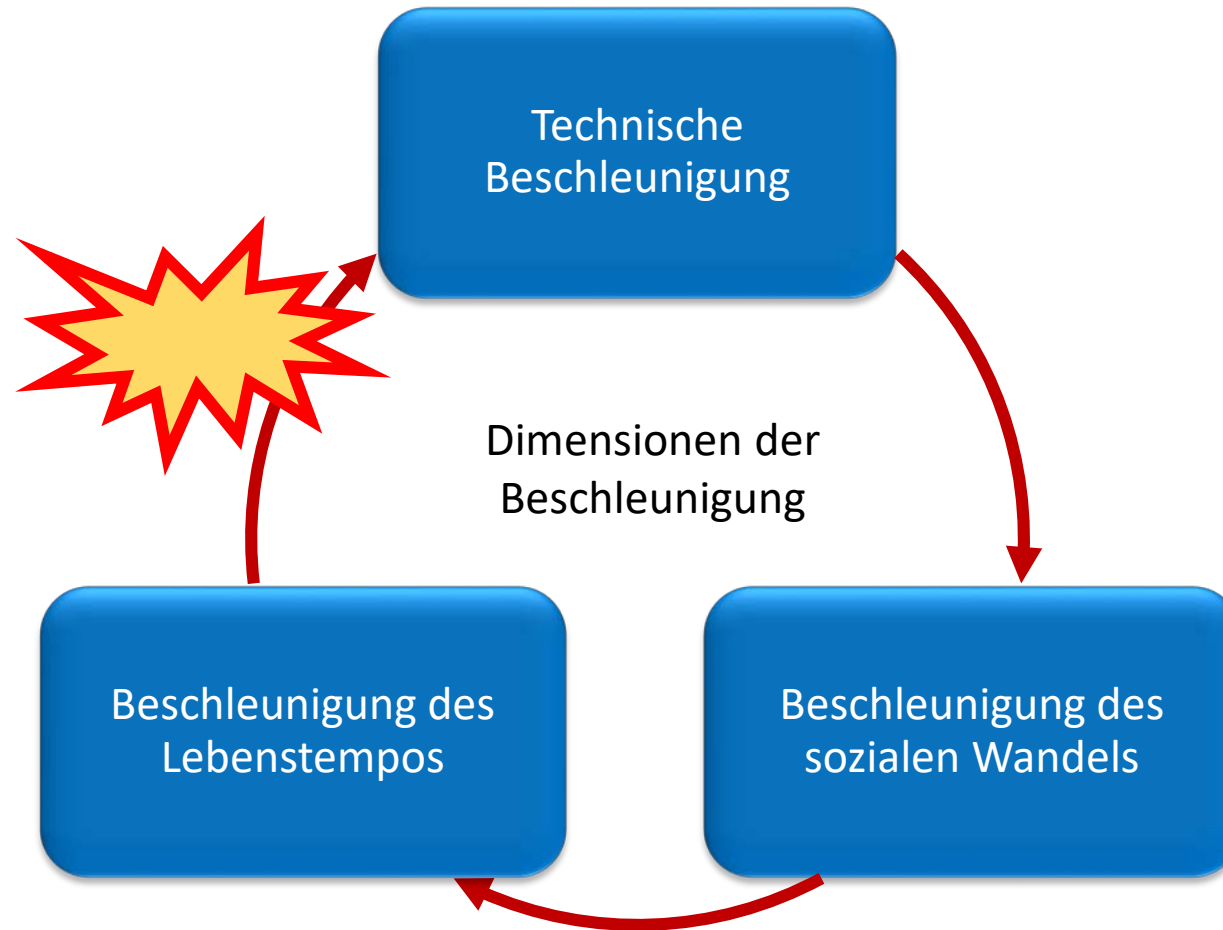 Technische
Beschleunigung
Dimensionen der
Beschleunigung
Beschleunigung des
Lebenstempos
Beschleunigung des
sozialen Wandels